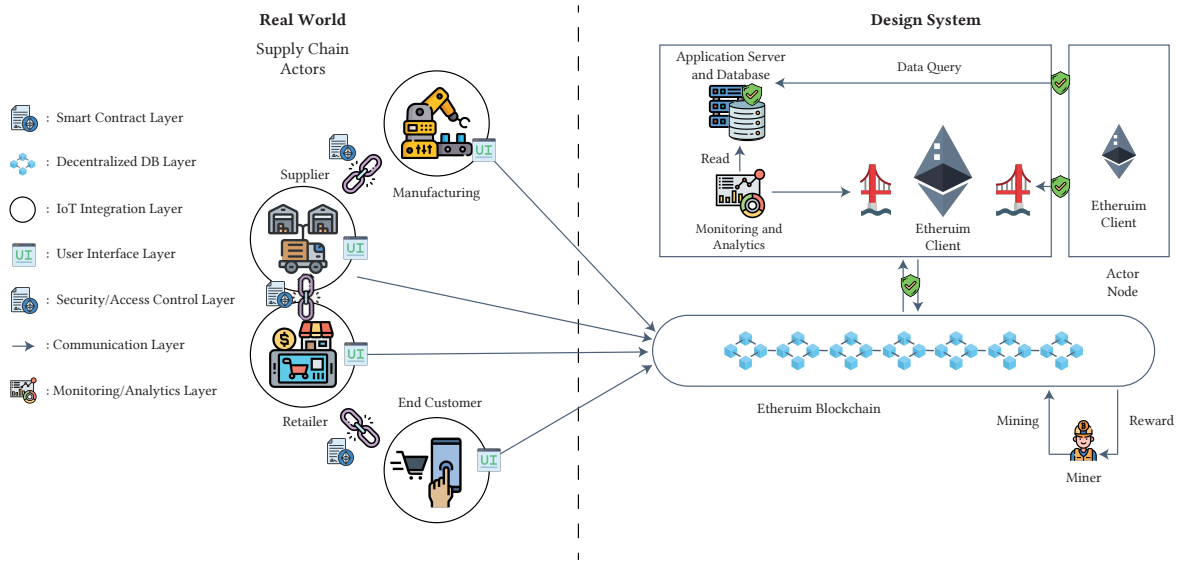 Real World
Supply Chain
Actors
: Smart Contract Layer
: Decentralized DB Layer
: IoT Integration Layer
: User Interface Layer
: Security/Access Control Layer
: Communication Layer
: Monitoring/Analytics Layer
UI
Manufacturing
UI
Supplier
UI
$
Retailer
UI
End Customer
UI
Design System
Application Server
and Database
Data Query
Read
Monitoring and
Analytics
Etheruim
Client
Etheruim
Client
Actor
Node
Etheruim Blockchain
Mining
Reward
Miner